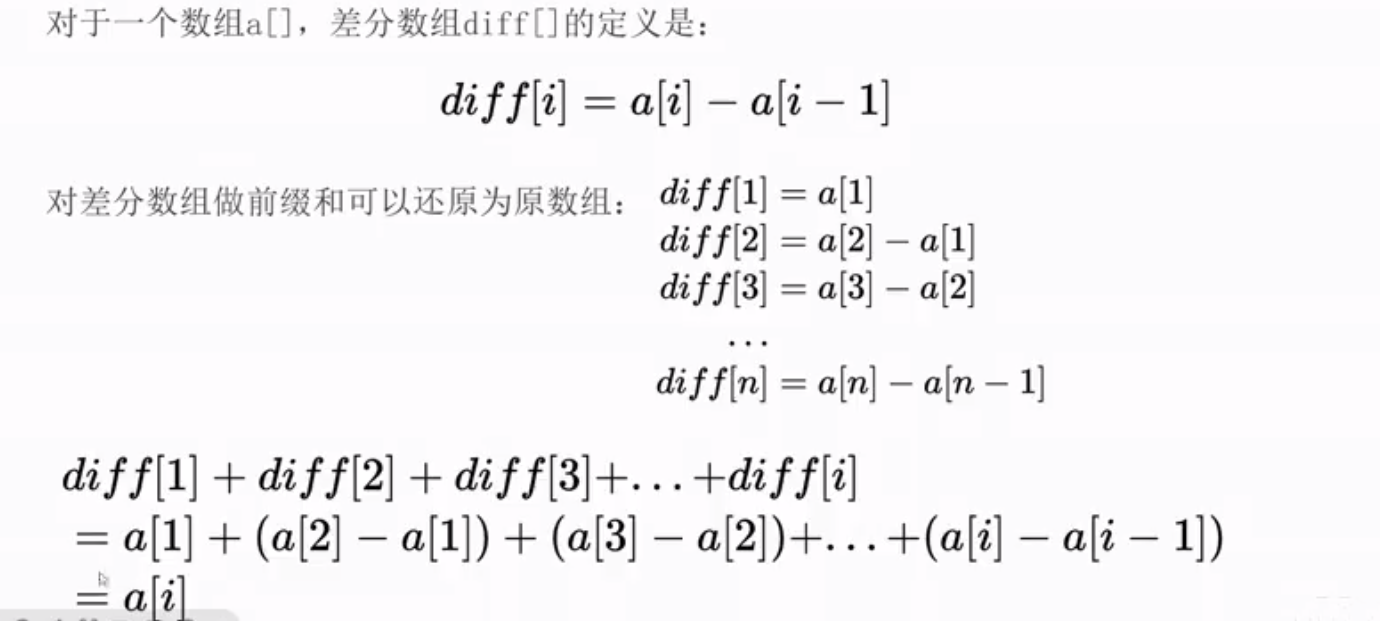 对于一个数组a[]，差分数组diff[]的定义是：
diff[i] = a[i] − a[i − 1]
对差分数组做前缀和可以还原为原数组：
diff[1] = a[1]
diff[2] = a[2] − a[1]
diff[3] = a[3] − a[2]
...
diff[n] = a[n] − a[n − 1]
diff[1] + diff[2] + diff[3]+...+diff[i]
= a[1] + (a[2] − a[1]) + (a[3] − a[2])+...+(a[i] − a[i − 1])
= a[i]